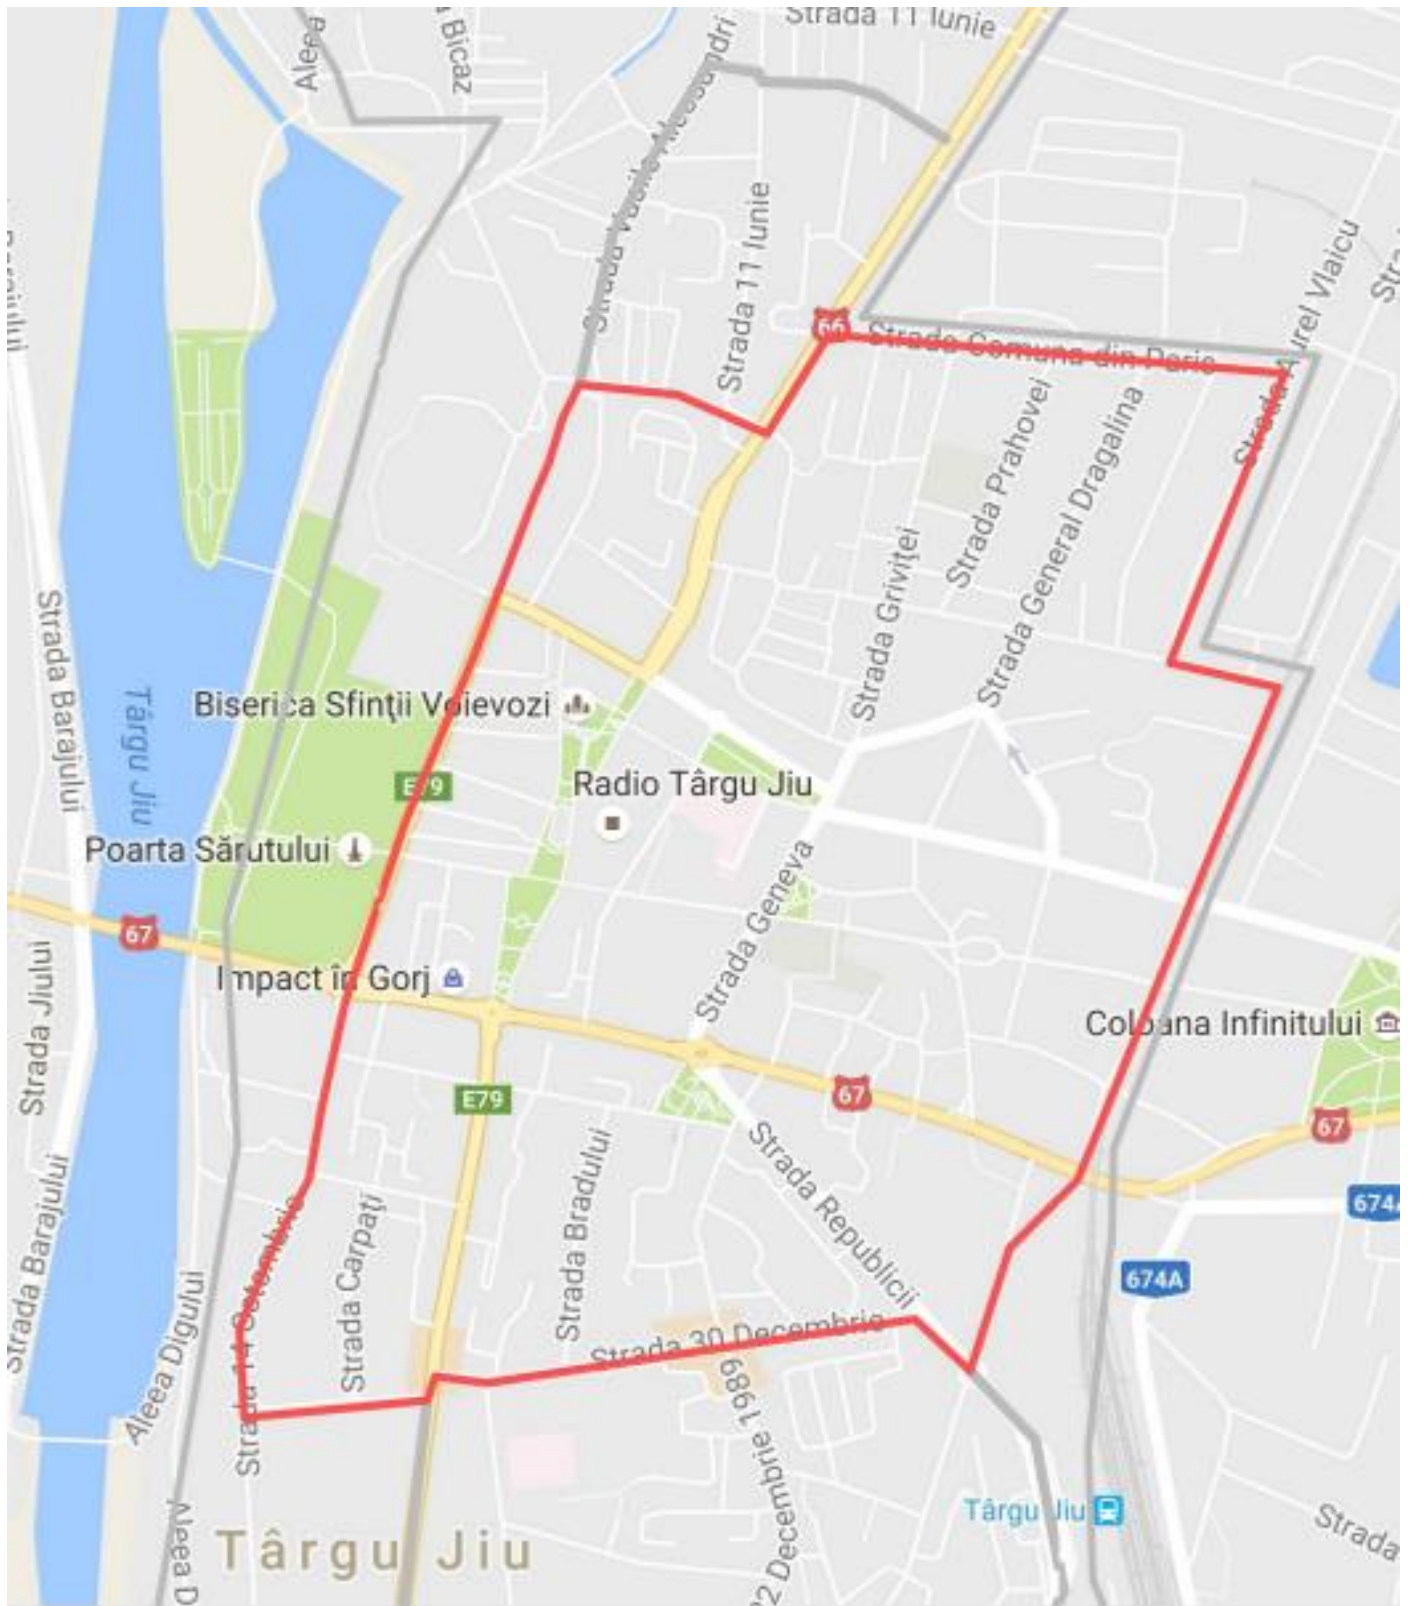 Strada 11 Iunie
Aleea
Bicaz
Strada Vasile Alecsandri
Strada 11 Iunie
Strada Aurel Vlaicu
66
Strada Comuna din Paris
Strada Prahovei
Strada General Dragalina
Strada Griviței
Strada Barajului
Târgu Jiu
Biserica Sfinții Voievozi
E79
Radio Târgu Jiu
Poarta Sărutului
Strada Geneva
67
Impact în Gorj
Strada Jiului
Coloana Infinitului
E79
67
67
Strada Bradului
Strada Republicii
Strada Barajului
Strada Carpați
Strada 14 Octombrie
674A
674A
Aleea Digului
Strada 30 Decembrie
22 Decembrie 1989
Târgu Jiu
Strada
Aleea D
Târgu Jiu